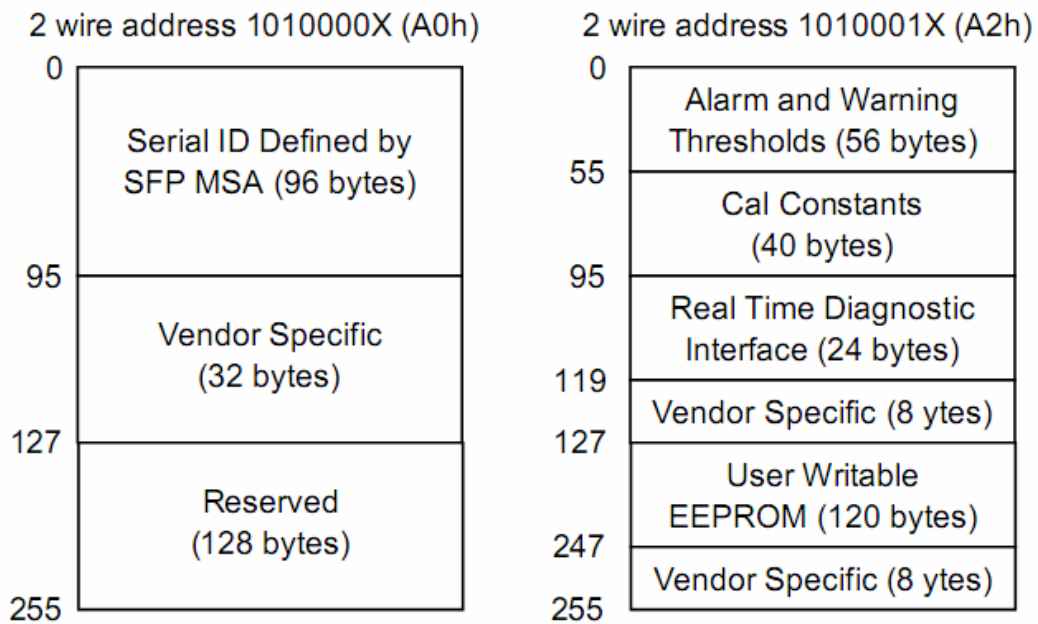 2 wire address 1010000X (A0h)
0
Serial ID Defined by
SFP MSA (96 bytes)
95
Vendor Specific
(32 bytes)
127
Reserved
(128 bytes)
255
2 wire address 1010001X (A2h)
0
Alarm and Warning
Thresholds (56 bytes)
55
Cal Constants
(40 bytes)
95
Real Time Diagnostic
Interface (24 bytes)
119
Vendor Specific (8 ytes)
127
User Writable
EEPROM (120 bytes)
247
Vendor Specific (8 ytes)
255